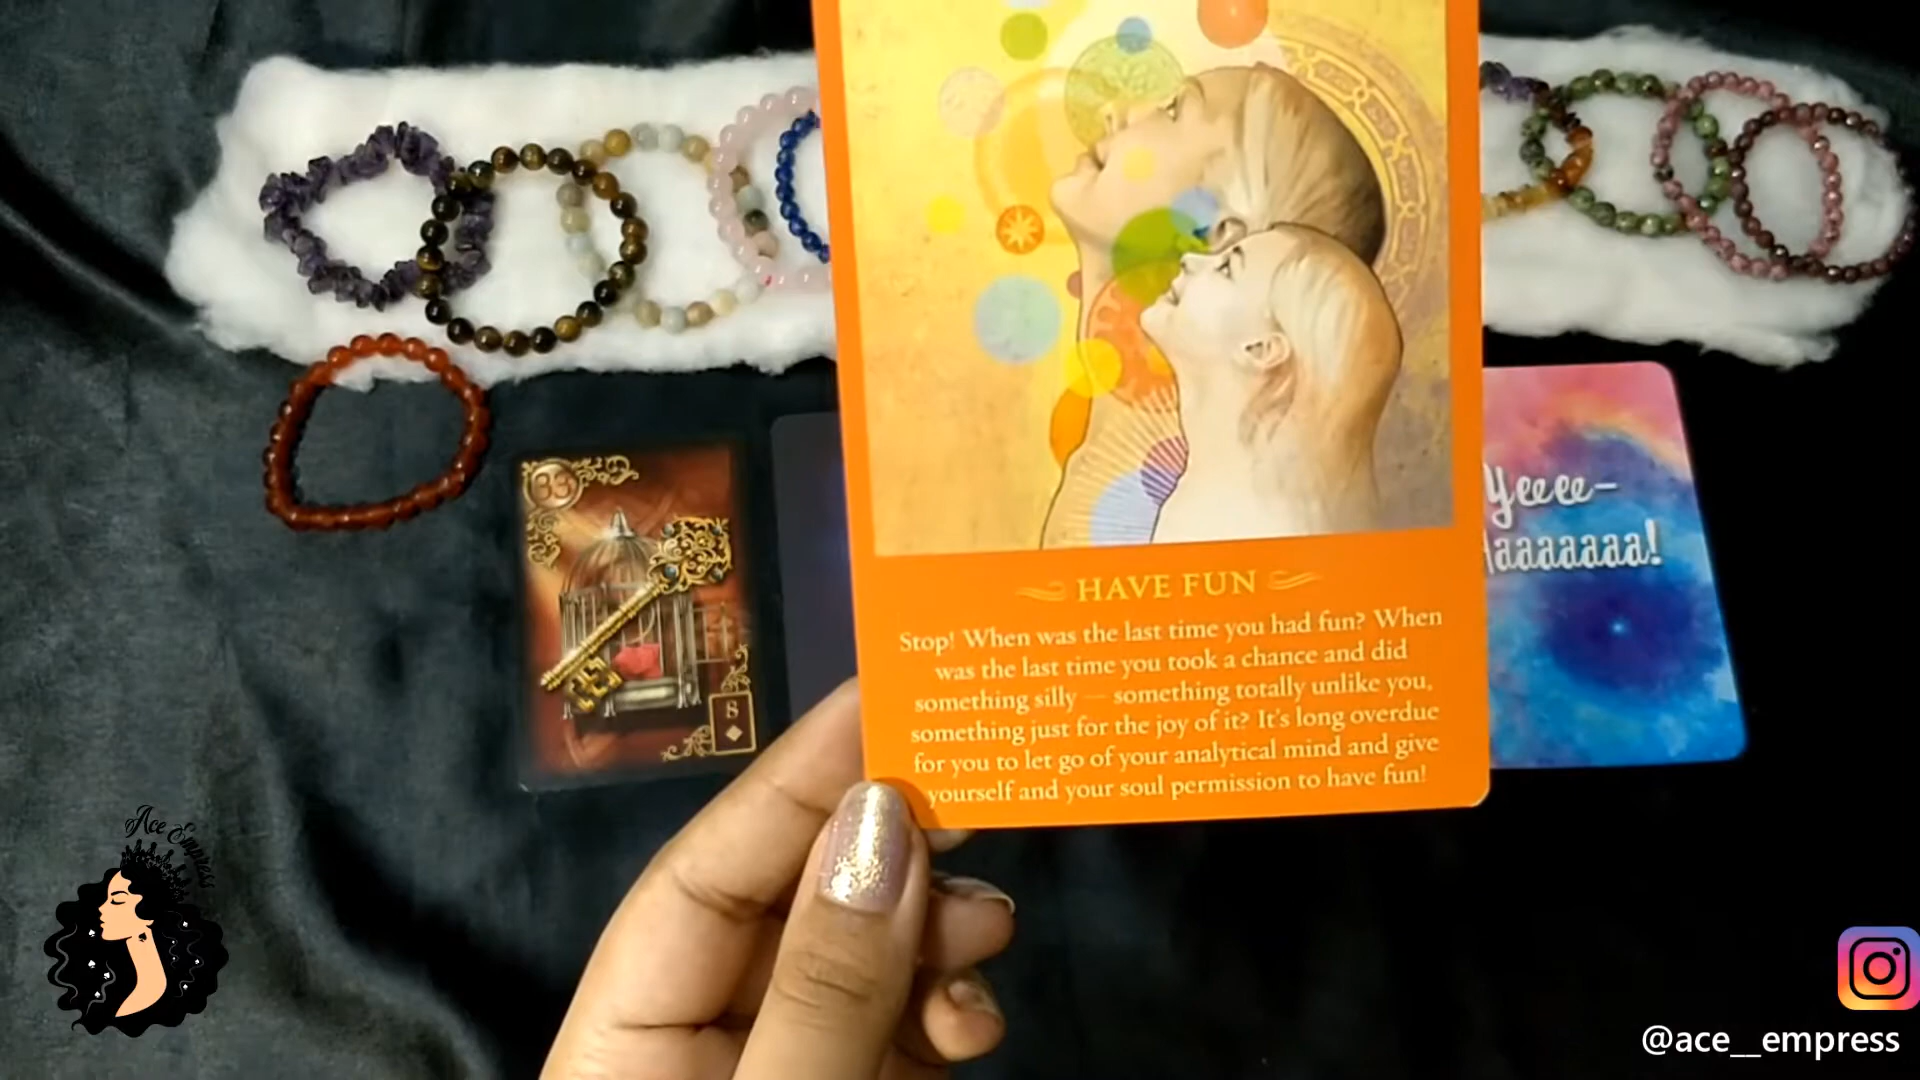 33
8
HAVE FUN
Stop! When was the last time you had fun? When
was the last time you took a chance and did
something silly — something totally unlike you,
something just for the joy of it? It's long overdue
for you to let go of your analytical mind and give
yourself and your soul permission to have fun!
Yeeee-
Haaaaaaa!
Ace Empress
@ace__empress